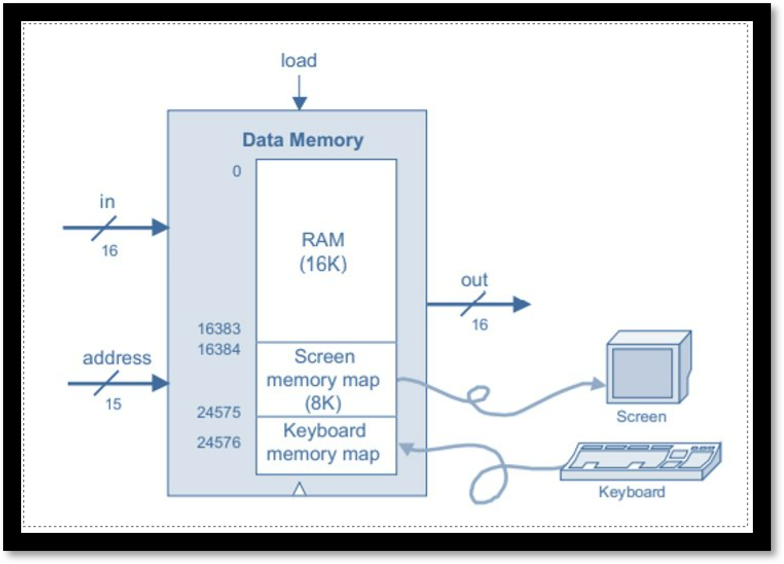 load
Data Memory
0
in
16
RAM
(16K)
out
16
16383
16384
address
15
Screen
memory map
(8K)
24575
24576
Keyboard
memory map
Screen
Keyboard